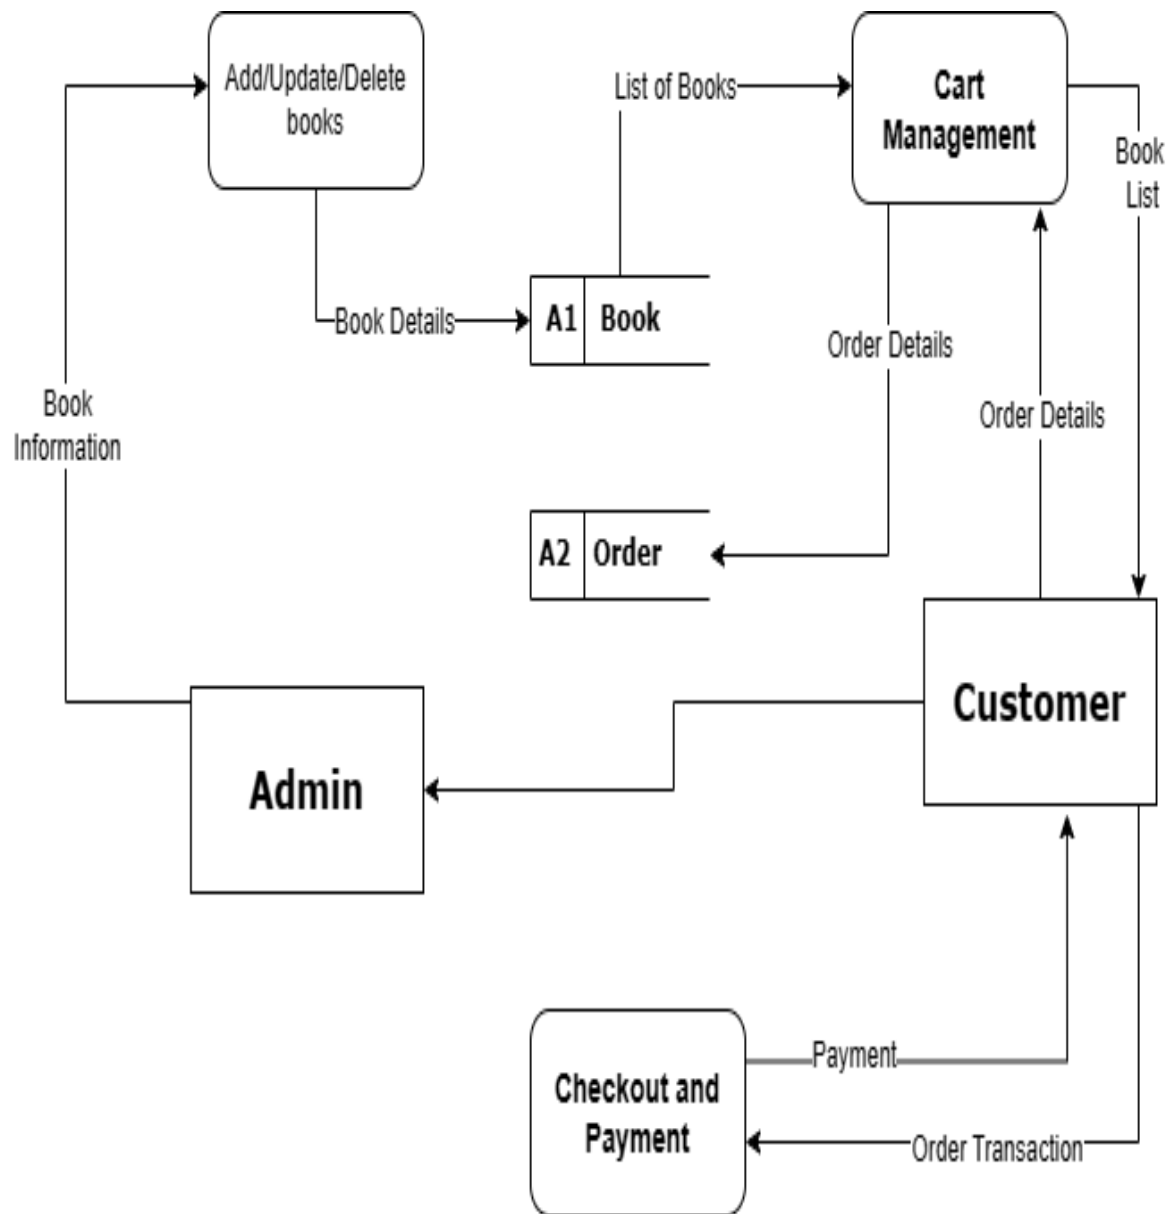 Add/Update/Delete
books
List of Books
Cart
Management
Book
List
Book Details
A1 Book
Order Details
Order Details
Book
Information
A2 Order
Customer
Admin
Payment
Checkout and
Payment
Order Transaction